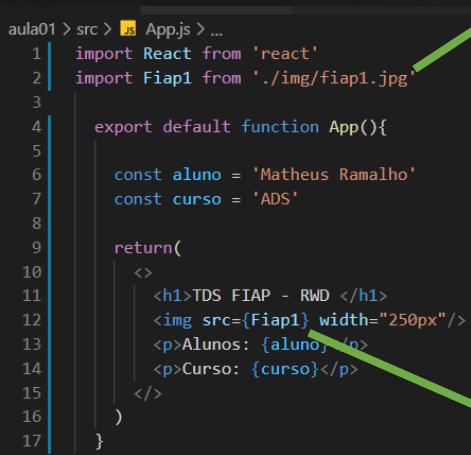 aula01 > src > JS App.js > ...
1 import React from 'react'
2 import Fiap1 from './img/fiap1.jpg'
3
4 export default function App(){
5
6 const aluno = 'Matheus Ramalho'
7 const curso = 'ADS'
8
9 return(
10 <>
11 <h1>TDS FIAP - RWD </h1>
12 <img src={Fiap1} width="250px"/>
13 <p>Alunos: {aluno} </p>
14 <p>Curso: {curso}</p>
15 </>
16 )
17 }